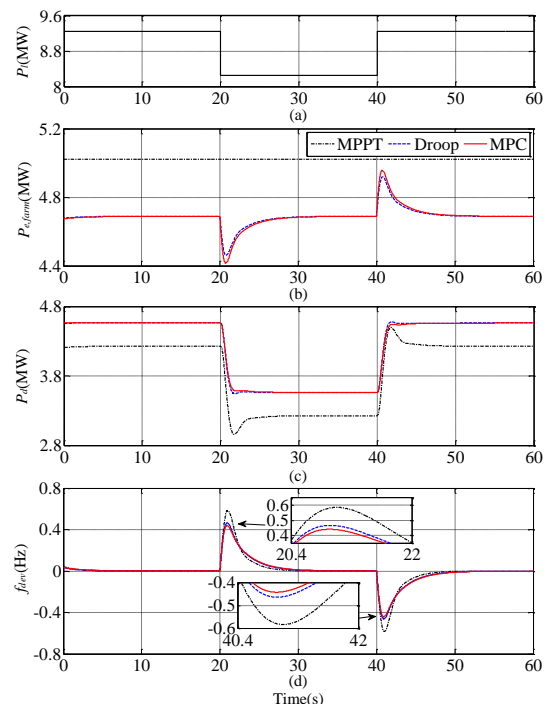 9.6
8.8
8
P_l(MW)
0 10 20 30 40 50 60
(a)
5.2
4.8
4.4
P_e,farm(MW)
MPPT Droop MPC
0 10 20 30 40 50 60
(b)
4.8
3.8
2.8
P_d(MW)
0 10 20 30 40 50 60
(c)
0.8
0.4
0
-0.4
-0.8
f_dev(Hz)
0.6
0.5
0.4
20.4 22
-0.4
-0.5
-0.6
40.4 42
0 10 20 30 40 50 60
(d)
Time(s)